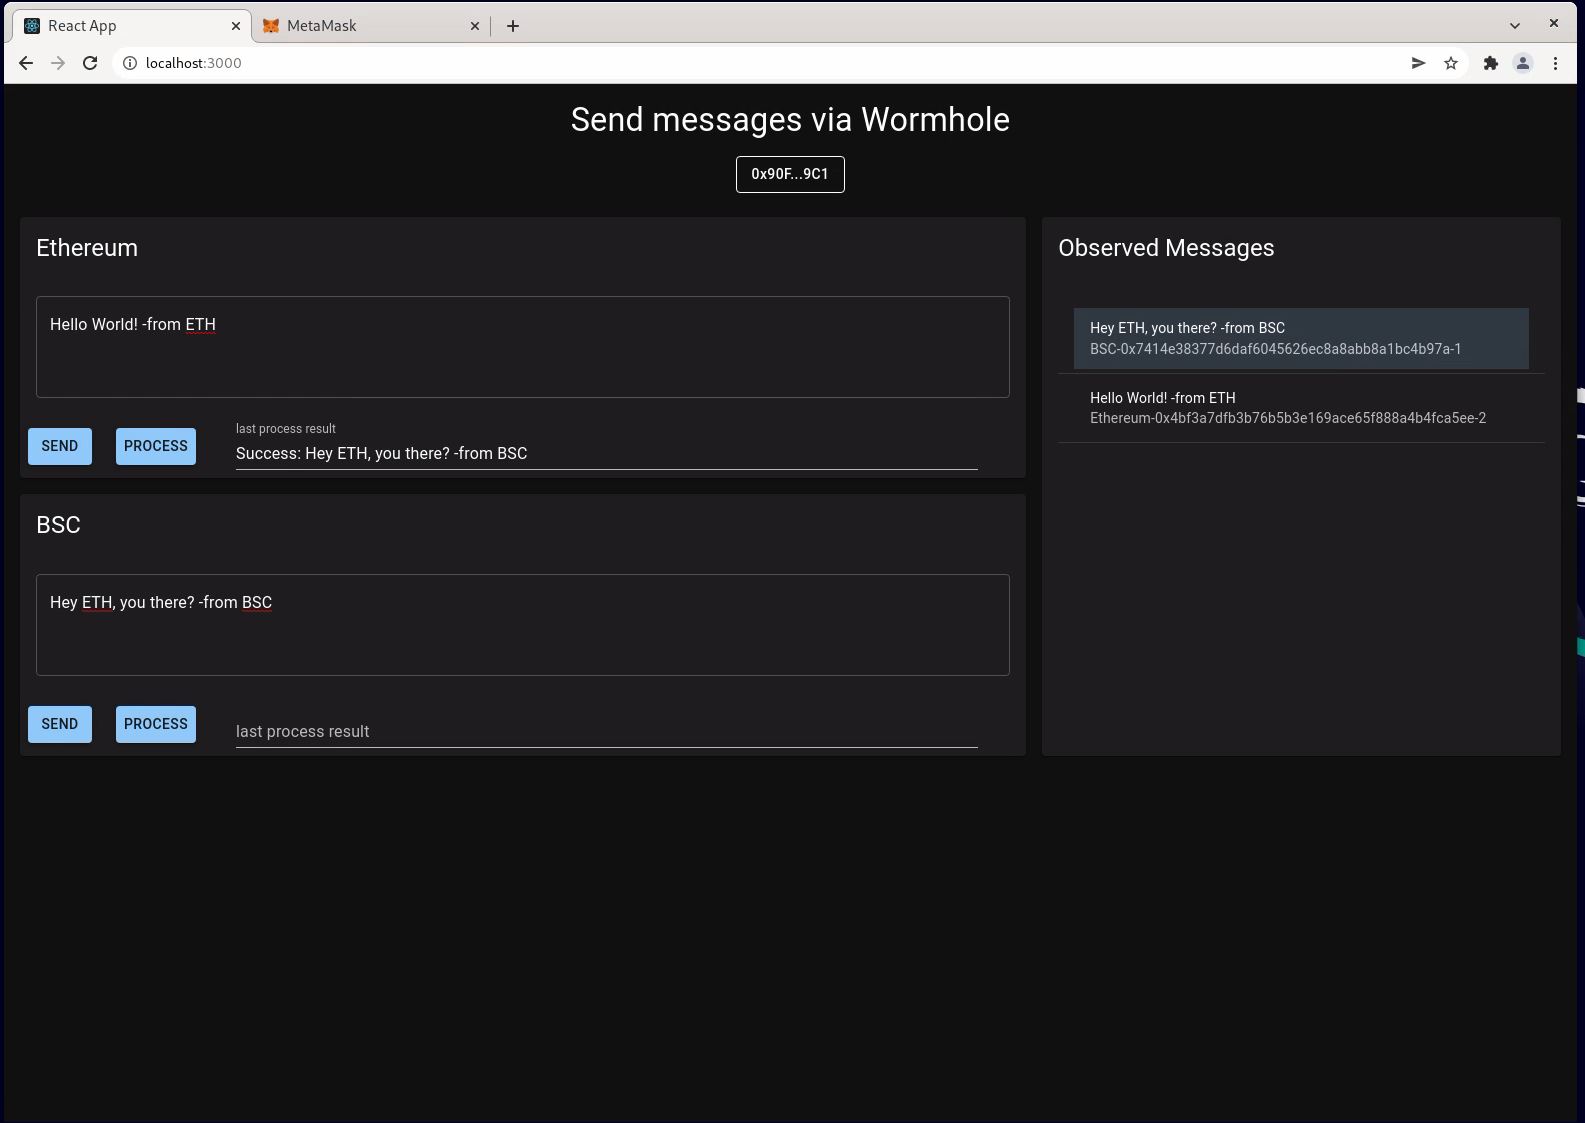 React App
MetaMask
localhost:3000
Send messages via Wormhole
0x90F...9C1
Ethereum
Hello World! -from ETH
SEND
PROCESS
last process result
Success: Hey ETH, you there? -from BSC
BSC
Hey ETH, you there? -from BSC
SEND
PROCESS
last process result
Observed Messages
Hey ETH, you there? -from BSC
BSC-0x7414e38377d6daf6045626ec8a8abb8a1bc4b97a-1
Hello World! -from ETH
Ethereum-0x4bf3a7dfb3b76b5b3e169ace65f888a4b4fca5ee-2